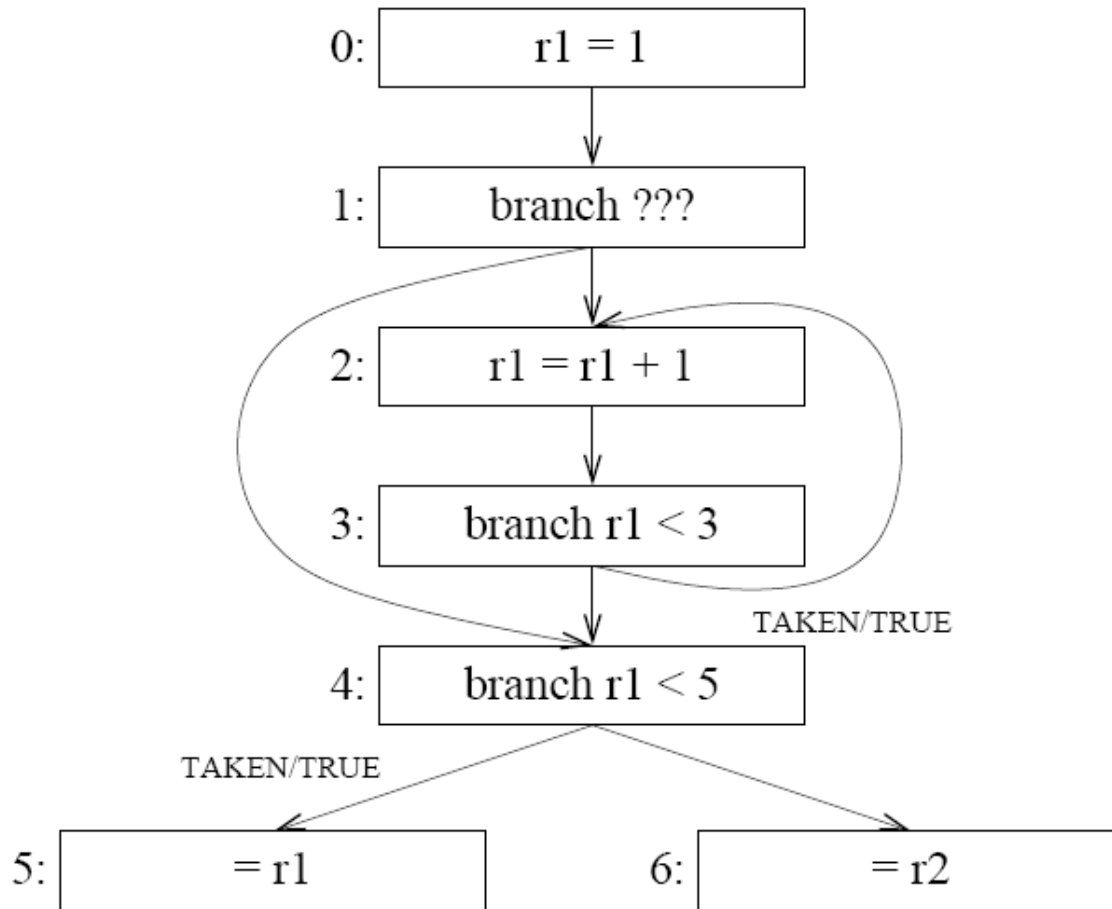 0: r1 = 1
1: branch ???
2: r1 = r1 + 1
3: branch r1 < 3
TAKEN/TRUE
4: branch r1 < 5
TAKEN/TRUE
5: = r1
6: = r2